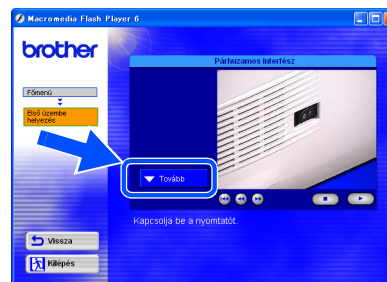 Macromedia Flash Player 6
brother
Párhuzamos interfész
Főmenü
Első üzembe
helyezés
Tovább
Kapcsolja be a nyomtatót.
Vissza
Kilépés